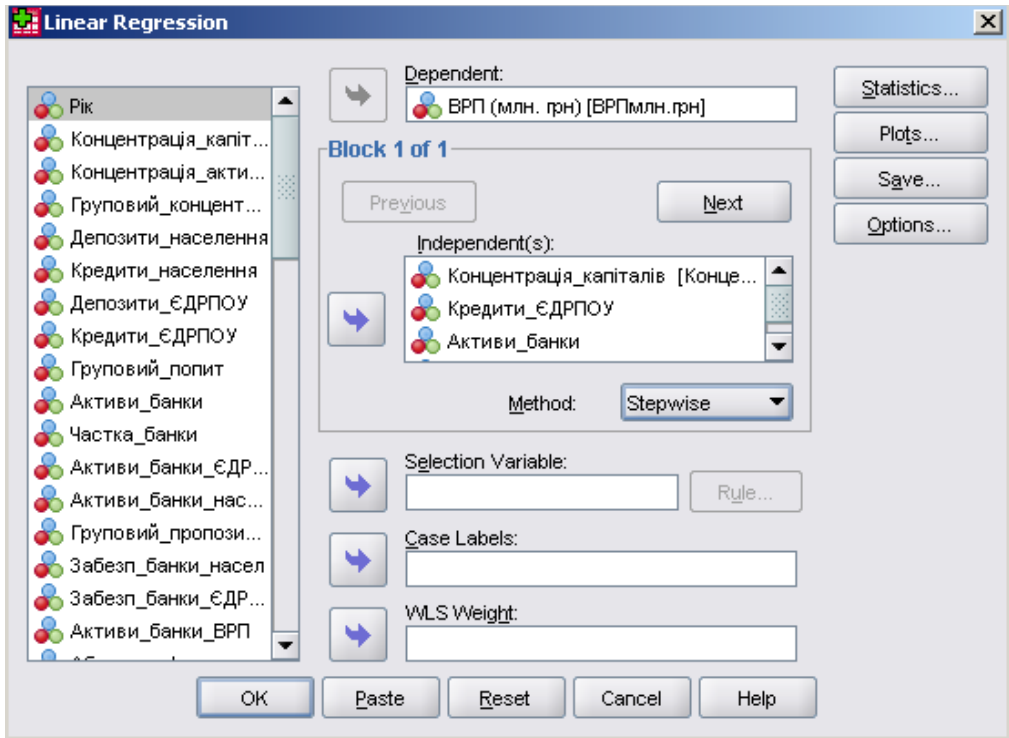 Linear Regression
Рік
Концентрація_капіт...
Концентрація_акти...
Груповий_концент...
Депозити_населення
Кредити_населення
Депозити_ЄДРПОУ
Кредити_ЄДРПОУ
Груповий_попит
Активи_банки
Частка_банки
Активи_банки_ЄДР...
Активи_банки_нас...
Груповий_пропози...
Забезп_банки_насел
Забезп_банки_ЄДР...
Активи_банки_ВРП
Dependent:
ВРП (млн. грн) [ВРПмлн.грн]
Block 1 of 1
Previous
Next
Independent(s):
Концентрація_капіталів [Конце...
Кредити_ЄДРПОУ
Активи_банки
Method:
Stepwise
Selection Variable:
Rule...
Case Labels:
WLS Weight:
Statistics...
Plots...
Save...
Options...
OK
Paste
Reset
Cancel
Help